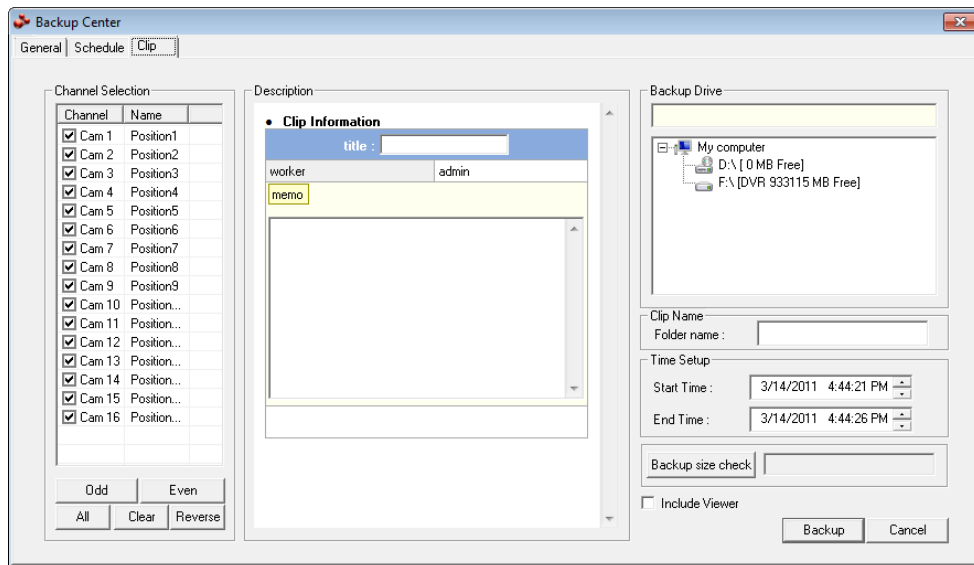 Backup Center
General Schedule Clip
Channel Selection
Channel Name
Cam 1 Position1
Cam 2 Position2
Cam 3 Position3
Cam 4 Position4
Cam 5 Position5
Cam 6 Position6
Cam 7 Position7
Cam 8 Position8
Cam 9 Position9
Cam 10 Position...
Cam 11 Position...
Cam 12 Position...
Cam 13 Position...
Cam 14 Position...
Cam 15 Position...
Cam 16 Position...
Odd Even
All Clear Reverse
Description
• Clip Information
title :
worker admin
memo
Backup Drive
My computer
D:\ [ 0 MB Free]
F:\ [DVR 933115 MB Free]
Clip Name
Folder name :
Time Setup
Start Time : 3/14/2011 4:44:21 PM
End Time : 3/14/2011 4:44:26 PM
Backup size check
Include Viewer
Backup Cancel